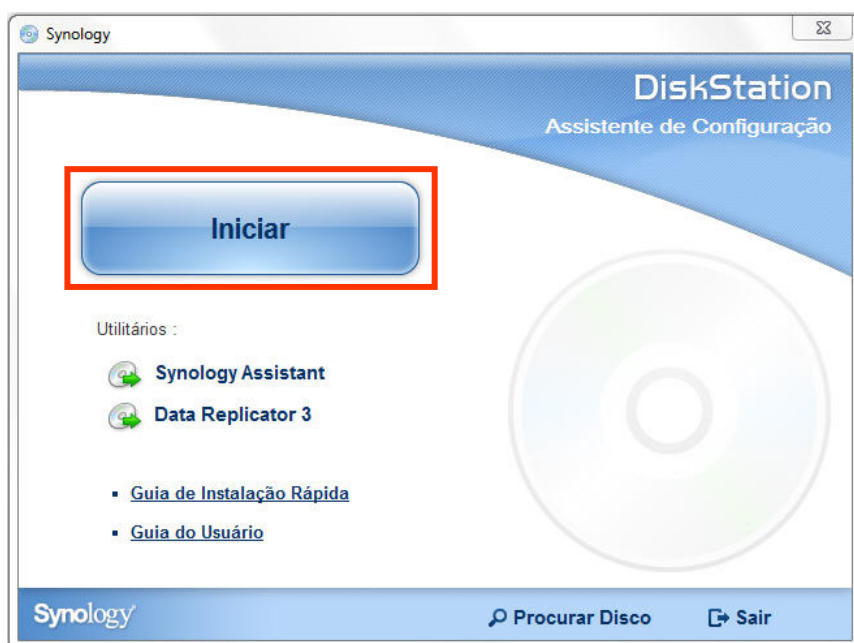 Synology
DiskStation
Assistente de Configuração
Iniciar
Utilitários :
Synology Assistant
Data Replicator 3
Guia de Instalação Rápida
Guia do Usuário
Synology
Procurar Disco
Sair